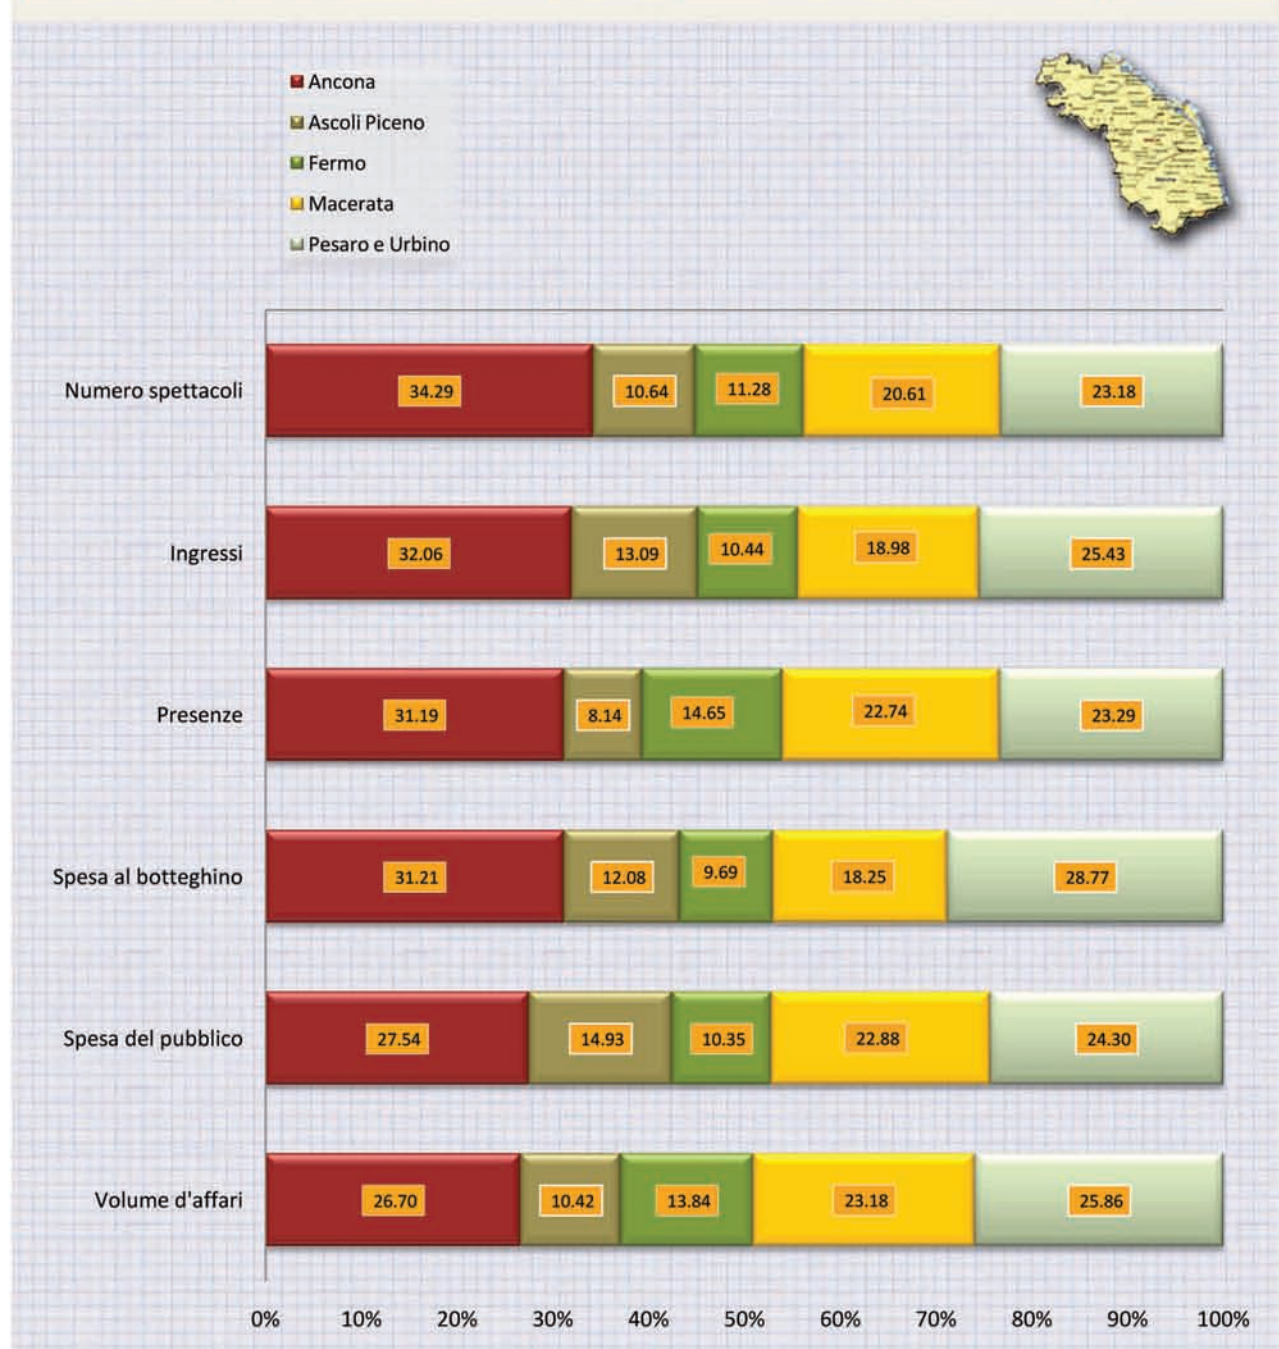 Ancona
Ascoli Piceno
Fermo
Macerata
Pesaro e Urbino
Numero spettacoli 34.29 10.64 11.28 20.61 23.18
Ingressi 32.06 13.09 10.44 18.98 25.43
Presenze 31.19 8.14 14.65 22.74 23.29
Spesa al botteghino 31.21 12.08 9.69 18.25 28.77
Spesa del pubblico 27.54 14.93 10.35 22.88 24.30
Volume d'affari 26.70 10.42 13.84 23.18 25.86
0% 10% 20% 30% 40% 50% 60% 70% 80% 90% 100%